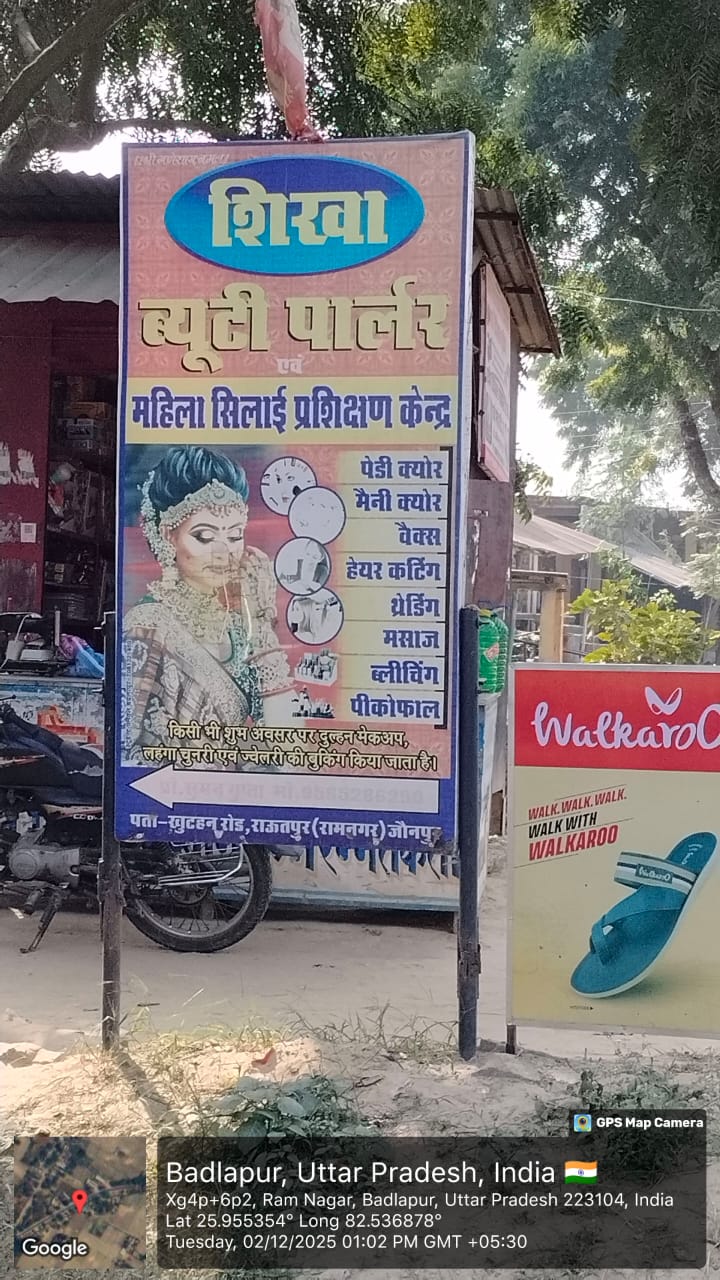 शिखा
ब्यूटी पार्लर
एवं
महिला सिलाई प्रशिक्षण केन्द्र
पेडी क्योर
मैनी क्योर
वैक्स
हेयर कटिंग
थ्रेडिंग
मसाज
ब्लीचिंग
पीकोफाल
किसी भी शुभ अवसर पर दुल्हन मेकअप,
लहंगा चुनरी एवं ज्वेलरी की बुकिंग किया जाता है।
प्रो. सुमन गुप्ता मो.
पता-खुटहन रोड, राऊतपुर (रामनगर) जौनपुर
Walkaroo
WALK. WALK. WALK.
WALK WITH
WALKAROO
GPS Map Camera
Badlapur, Uttar Pradesh, India
Xg4p+6p2, Ram Nagar, Badlapur, Uttar Pradesh 223104, India
Lat 25.955354° Long 82.536878°
Tuesday, 02/12/2025 01:02 PM GMT +05:30
Google